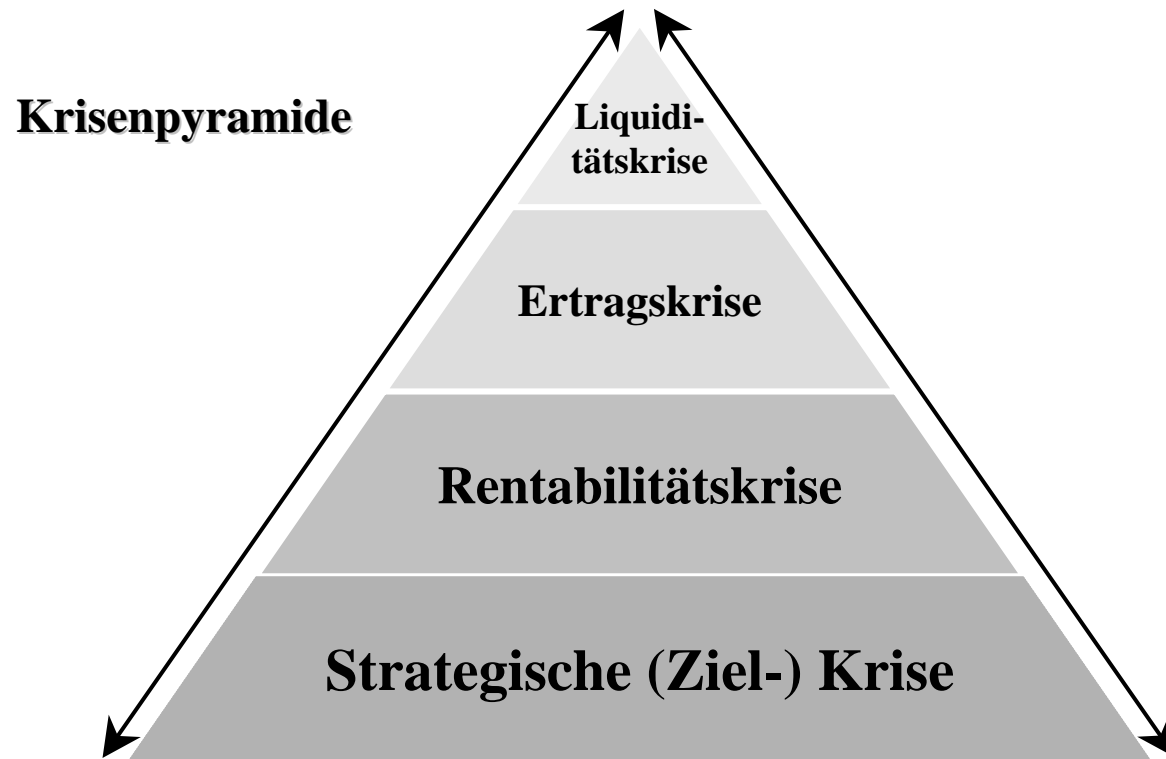 Krisenpyramide
Liquidi-
tätskrise
Ertragskrise
Rentabilitätskrise
Strategische (Ziel-) Krise